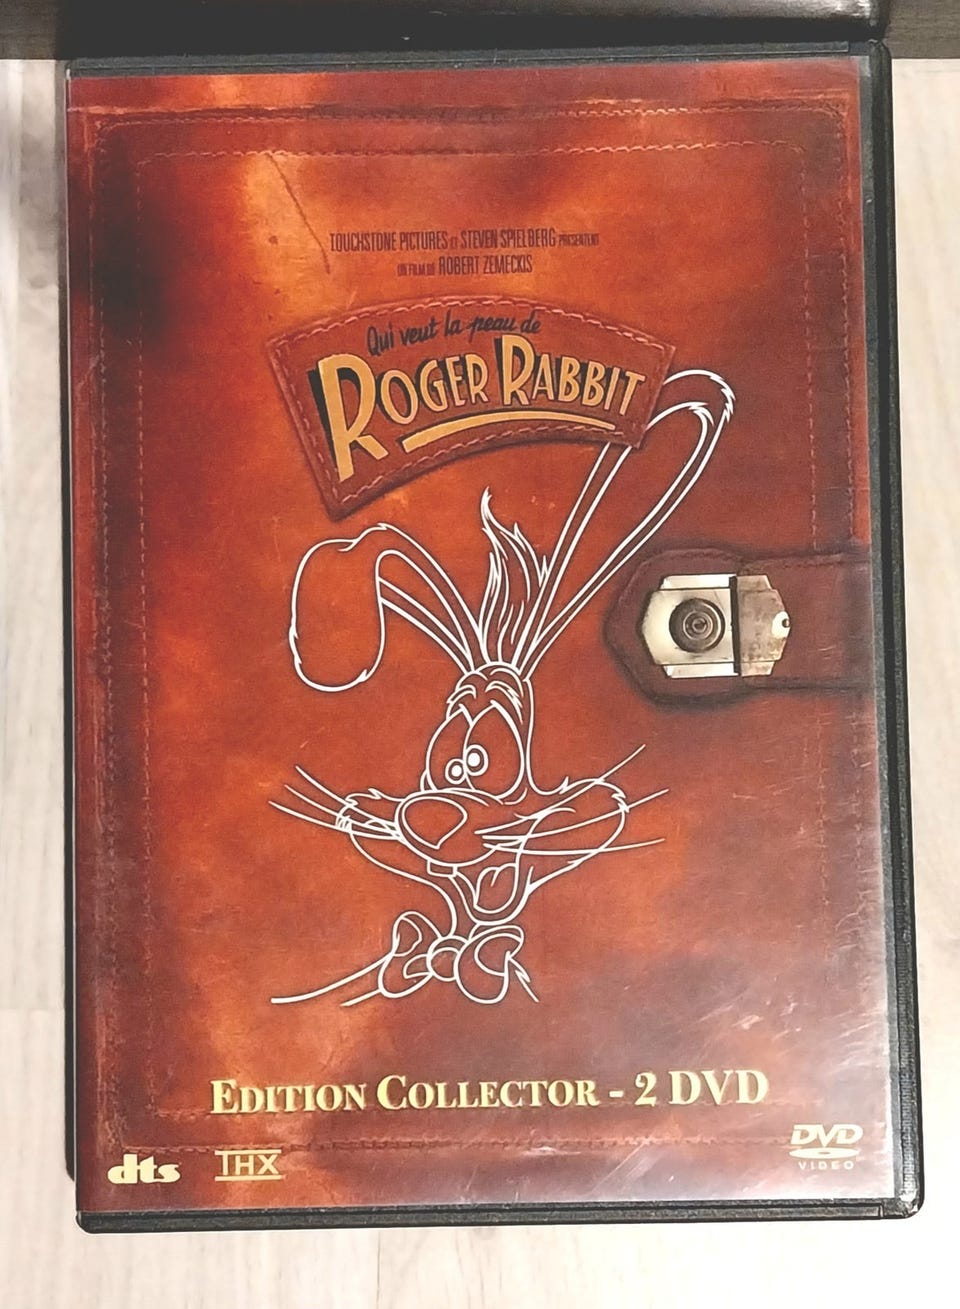 TOUCHSTONE PICTURES ET STEVEN SPIELBERG PRÉSENTENT
UN FILM DE ROBERT ZEMECKIS
Qui veut la peau de
ROGER RABBIT
EDITION COLLECTOR - 2 DVD
dts
THX
DVD
VIDEO